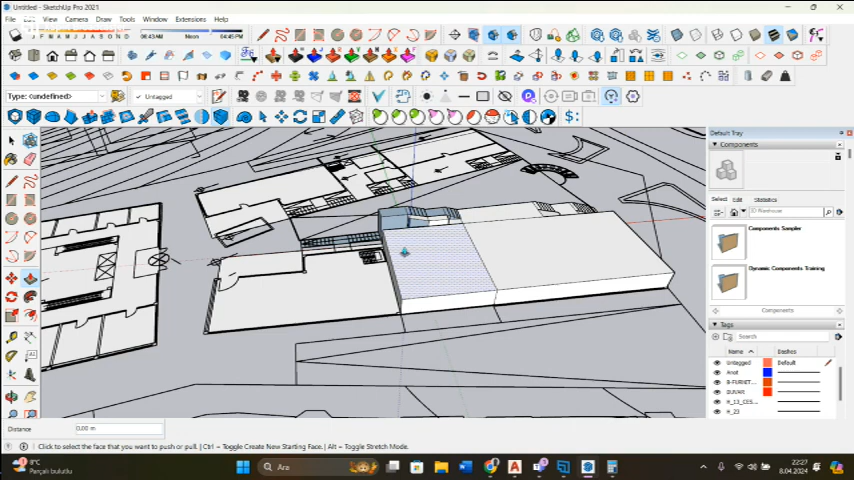 Untitled - SketchUp Pro 2021
View Camera Draw Tools Window Extensions Help
06:43 AM Noon 04:45 PM
Type: <undefined> Untagged
Default Tray
Components
Select Edit Statistics
3D Warehouse
Components Sampler
Dynamic Components Training
Components
Tags
Search
Name Dashes
Untagged Default
Anot
B-FURNIT...
DUVAR
H_13_CES...
H_23
Distance 0,00 m
Click to select the face that you want to push or pull. | Ctrl = Toggle Create New Starting Face. | Alt = Toggle Stretch Mode.
8°C
Parçalı bulutlu
Ara
22:27
8.04.2024